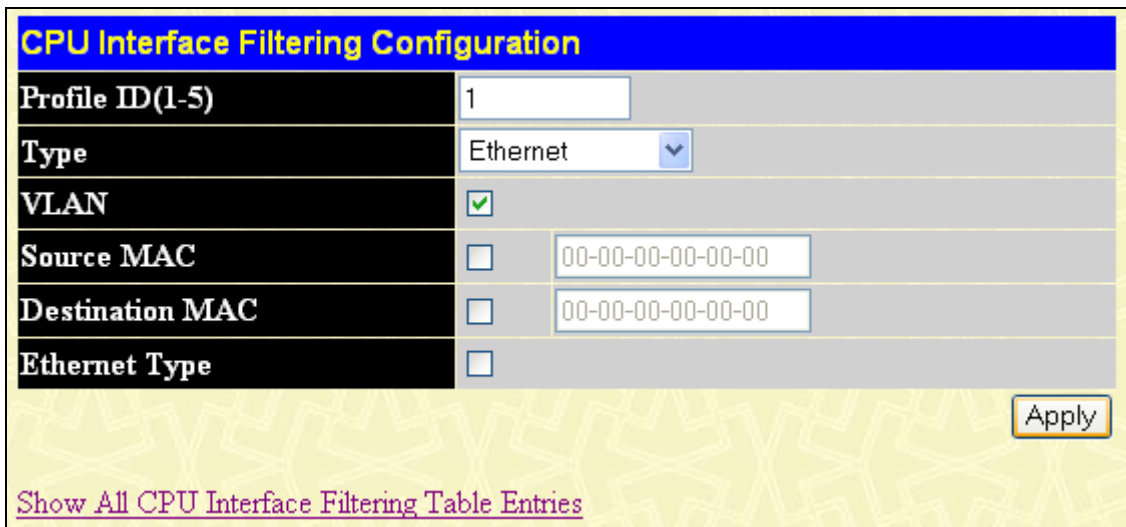 CPU Interface Filtering Configuration
Profile ID(1-5) 1
Type Ethernet
VLAN
Source MAC 00-00-00-00-00-00
Destination MAC 00-00-00-00-00-00
Ethernet Type
Apply
Show All CPU Interface Filtering Table Entries